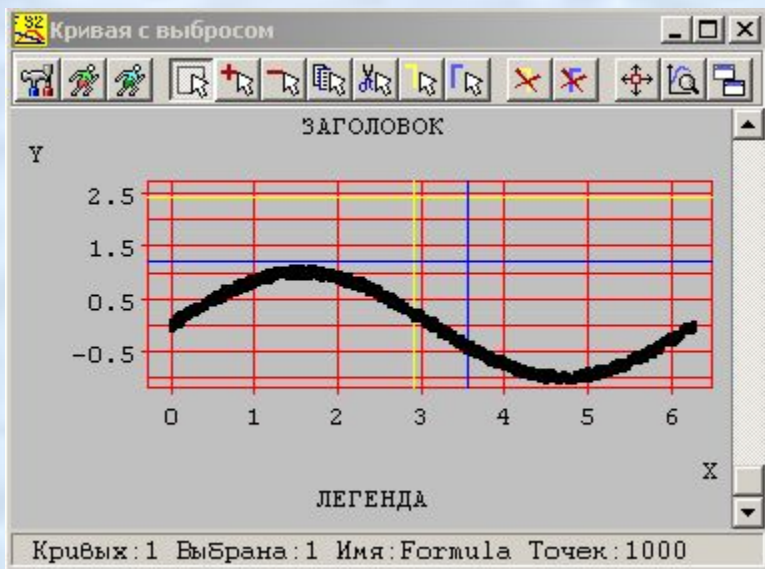 Кривая с выбросом
ЗАГОЛОВОК
Y
2.5
1.5
0.5
-0.5
0 1 2 3 4 5 6
X
ЛЕГЕНДА
Кривых:1 Выбрана:1 Имя:Formula Точек:1000